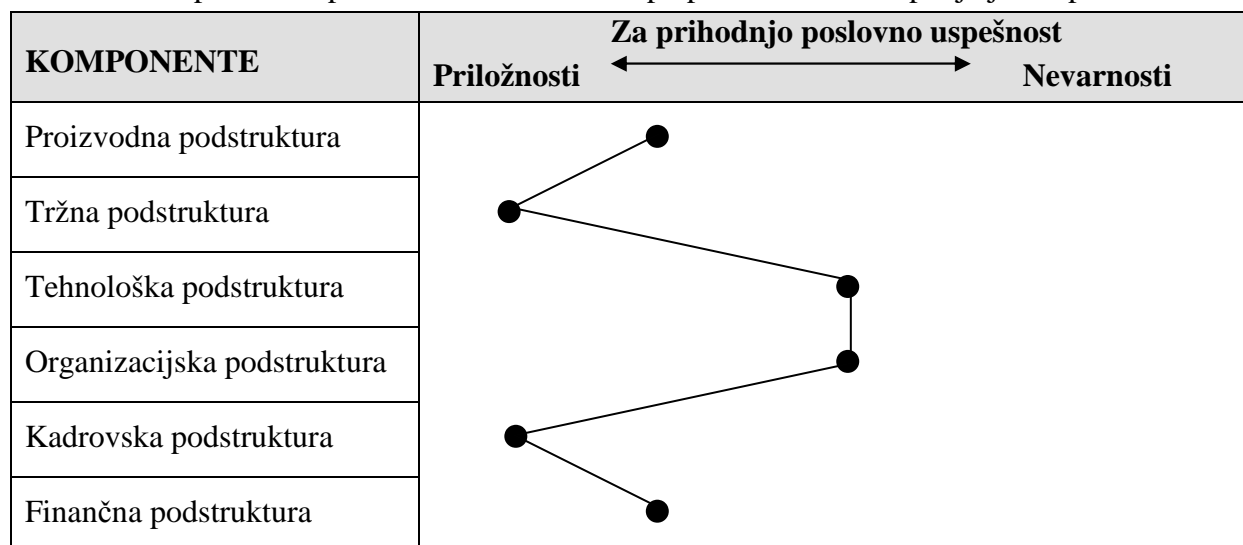 KOMPONENTE
Za prihodnjo poslovno uspešnost
Priložnosti
Nevarnosti
Proizvodna podstruktura
Tržna podstruktura
Tehnološka podstruktura
Organizacijska podstruktura
Kadrovska podstruktura
Finančna podstruktura